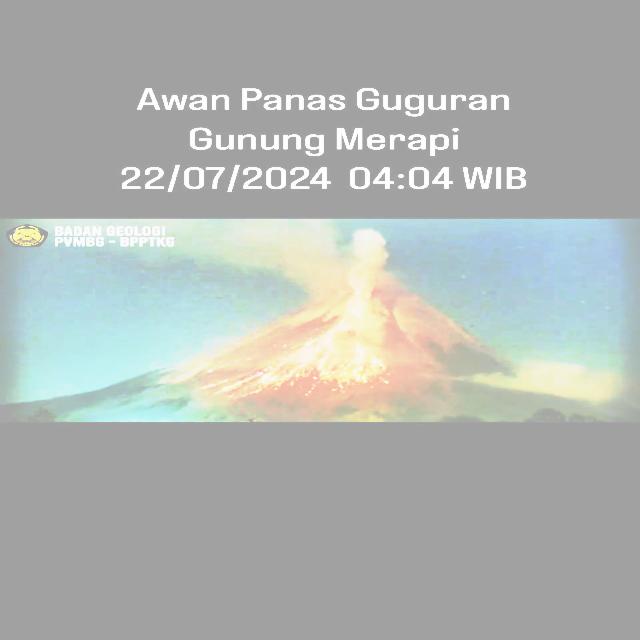 Awan Panas Guguran
Gunung Merapi
22/07/2024 04:04 WIB
BADAN GEOLOGI
PVMBG - BPPTKG